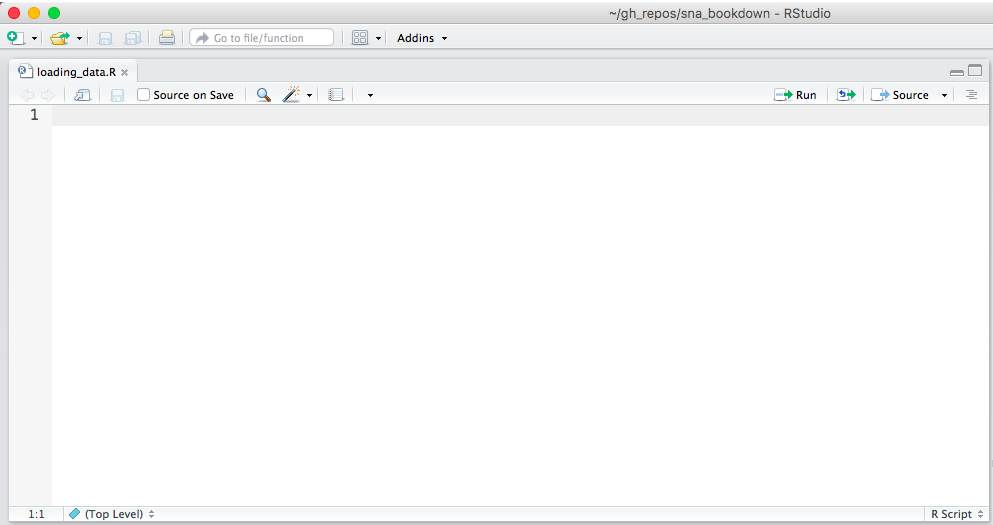 ~/gh_repos/sna_bookdown - RStudio
Go to file/function Addins
loading_data.R
Source on Save Run Source
1
1:1 (Top Level) R Script